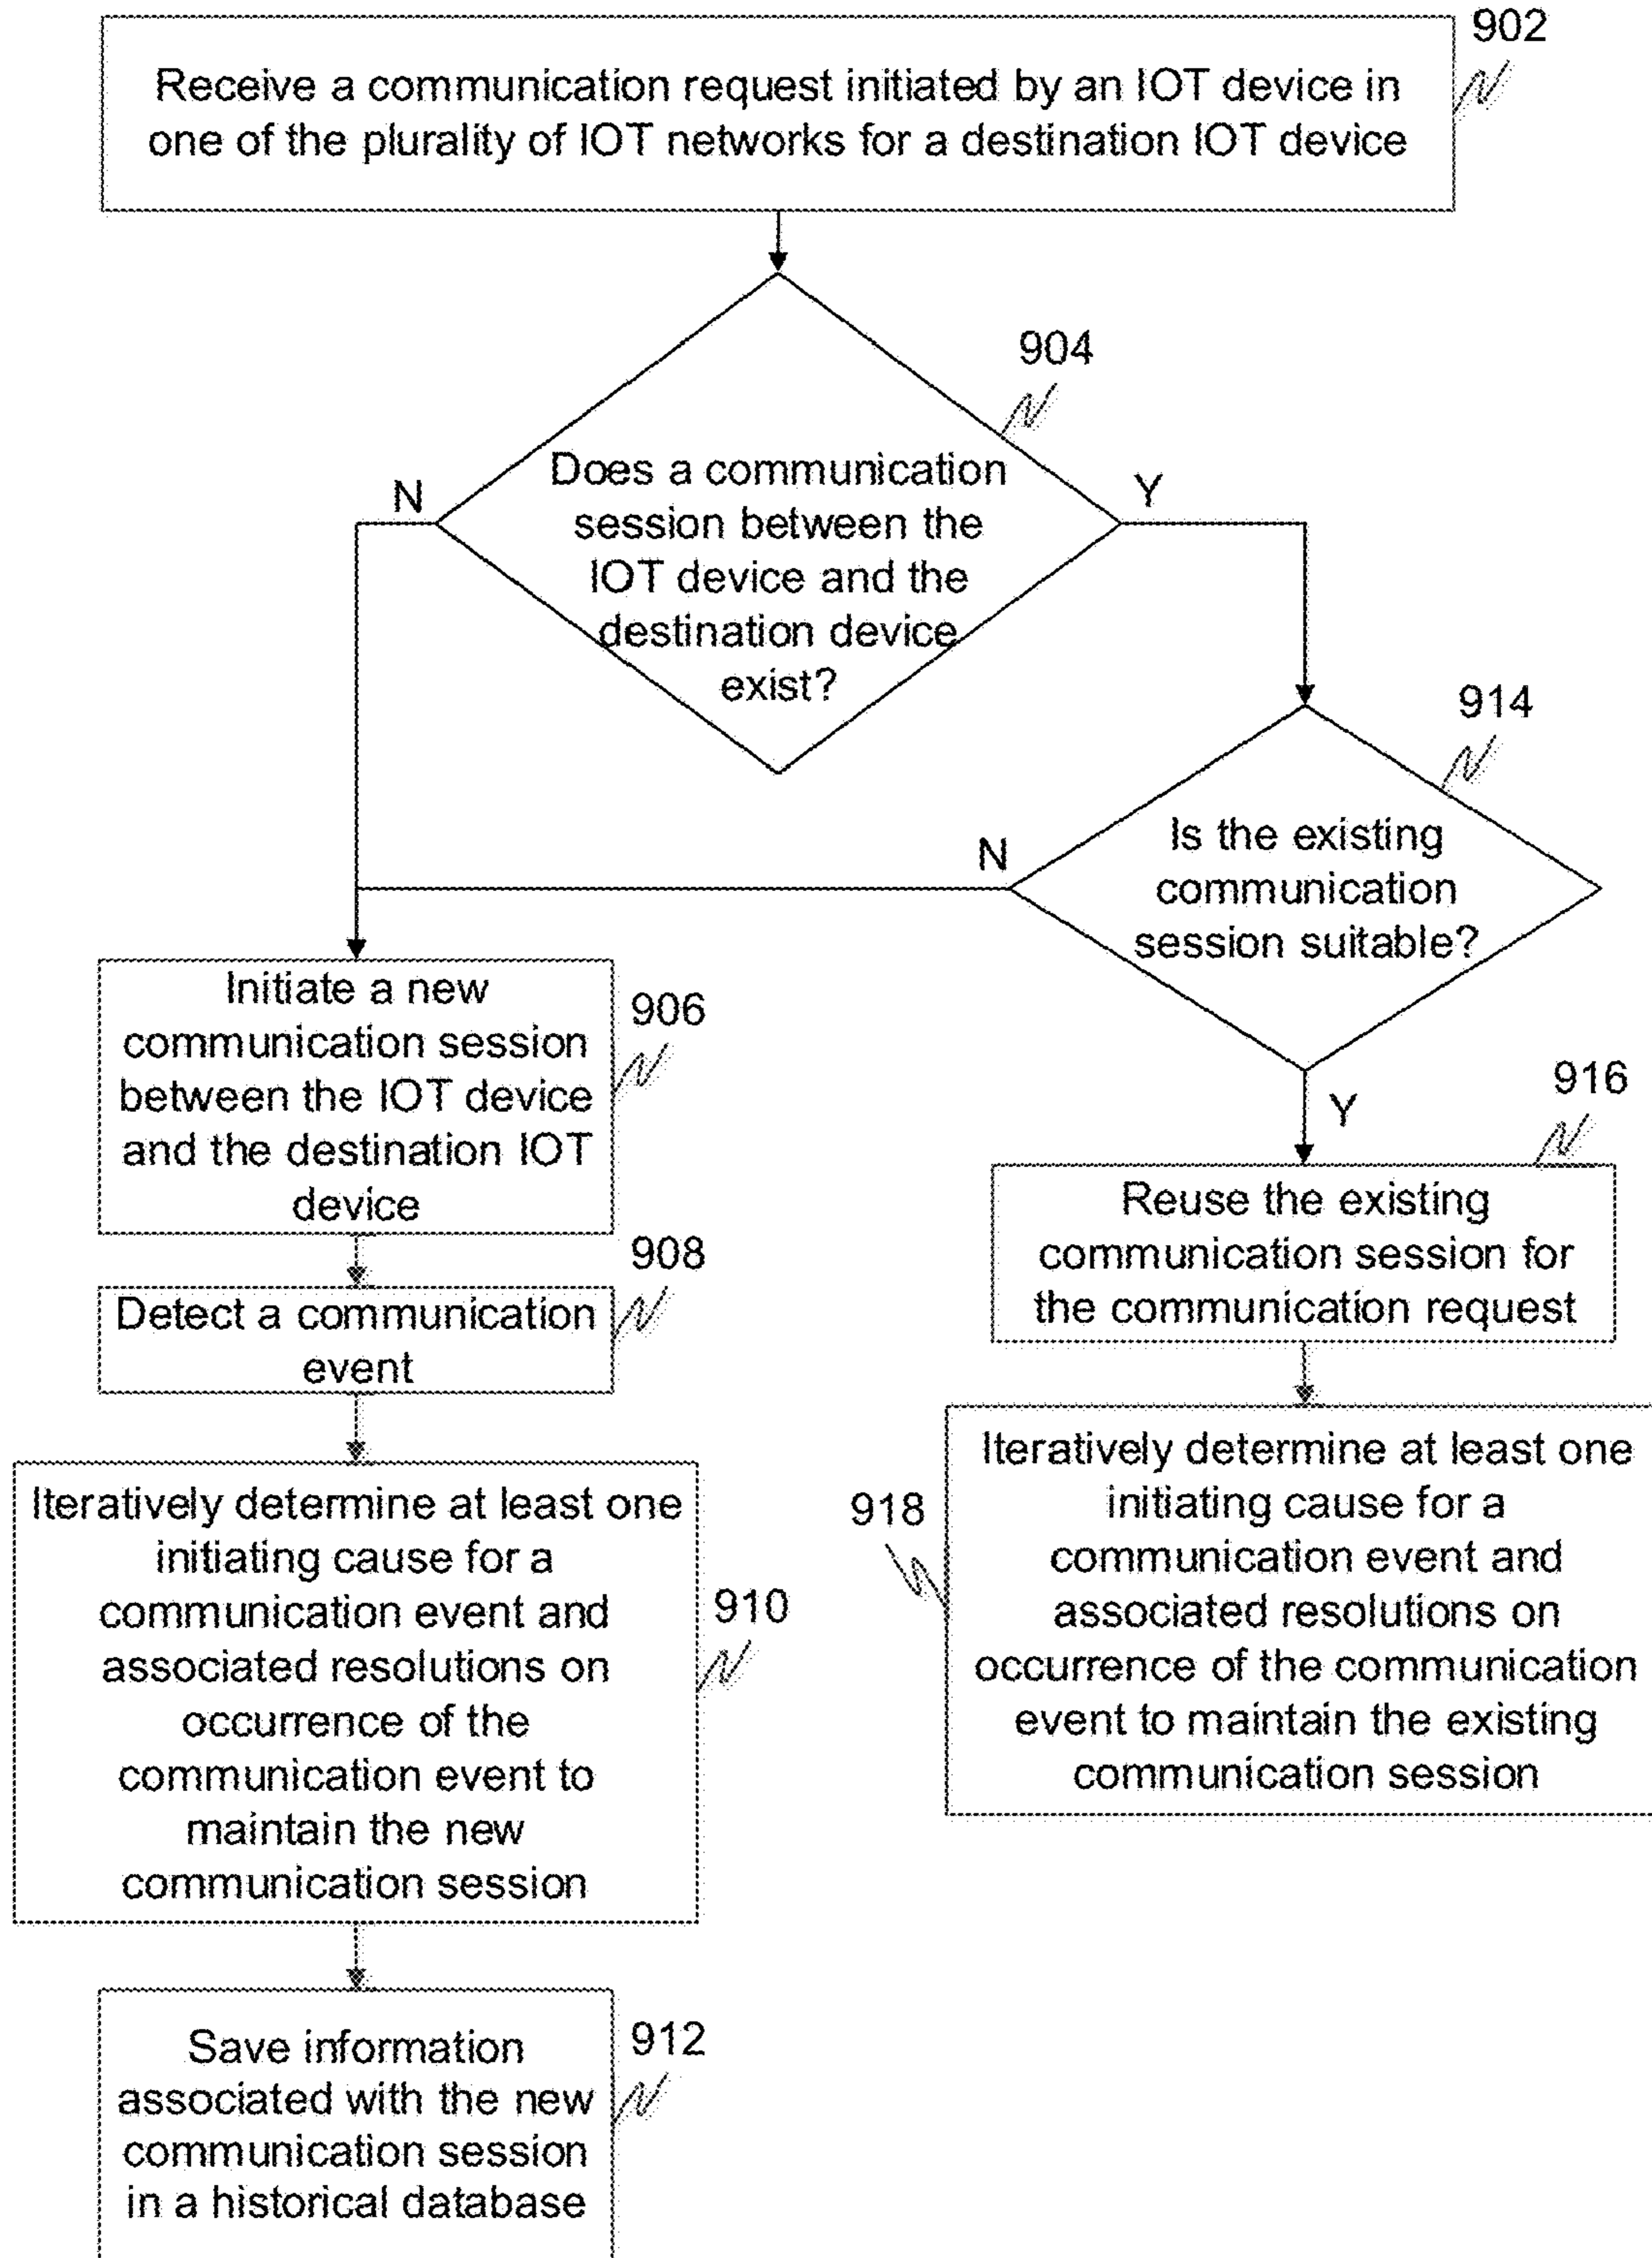 902
Receive a communication request initiated by an IOT device in
one of the plurality of IOT networks for a destination IOT device
904
Does a communication
session between the
IOT device and the
destination device
exist?
N
Y
914
Is the existing
communication
session suitable?
N
Y
906
Initiate a new
communication session
between the IOT device
and the destination IOT
device
908
Detect a communication
event
910
Iteratively determine at least one
initiating cause for a
communication event and
associated resolutions on
occurrence of the
communication event to
maintain the new
communication session
912
Save information
associated with the new
communication session
in a historical database
916
Reuse the existing
communication session for
the communication request
918
Iteratively determine at least one
initiating cause for a
communication event and
associated resolutions on
occurrence of the communication
event to maintain the existing
communication session